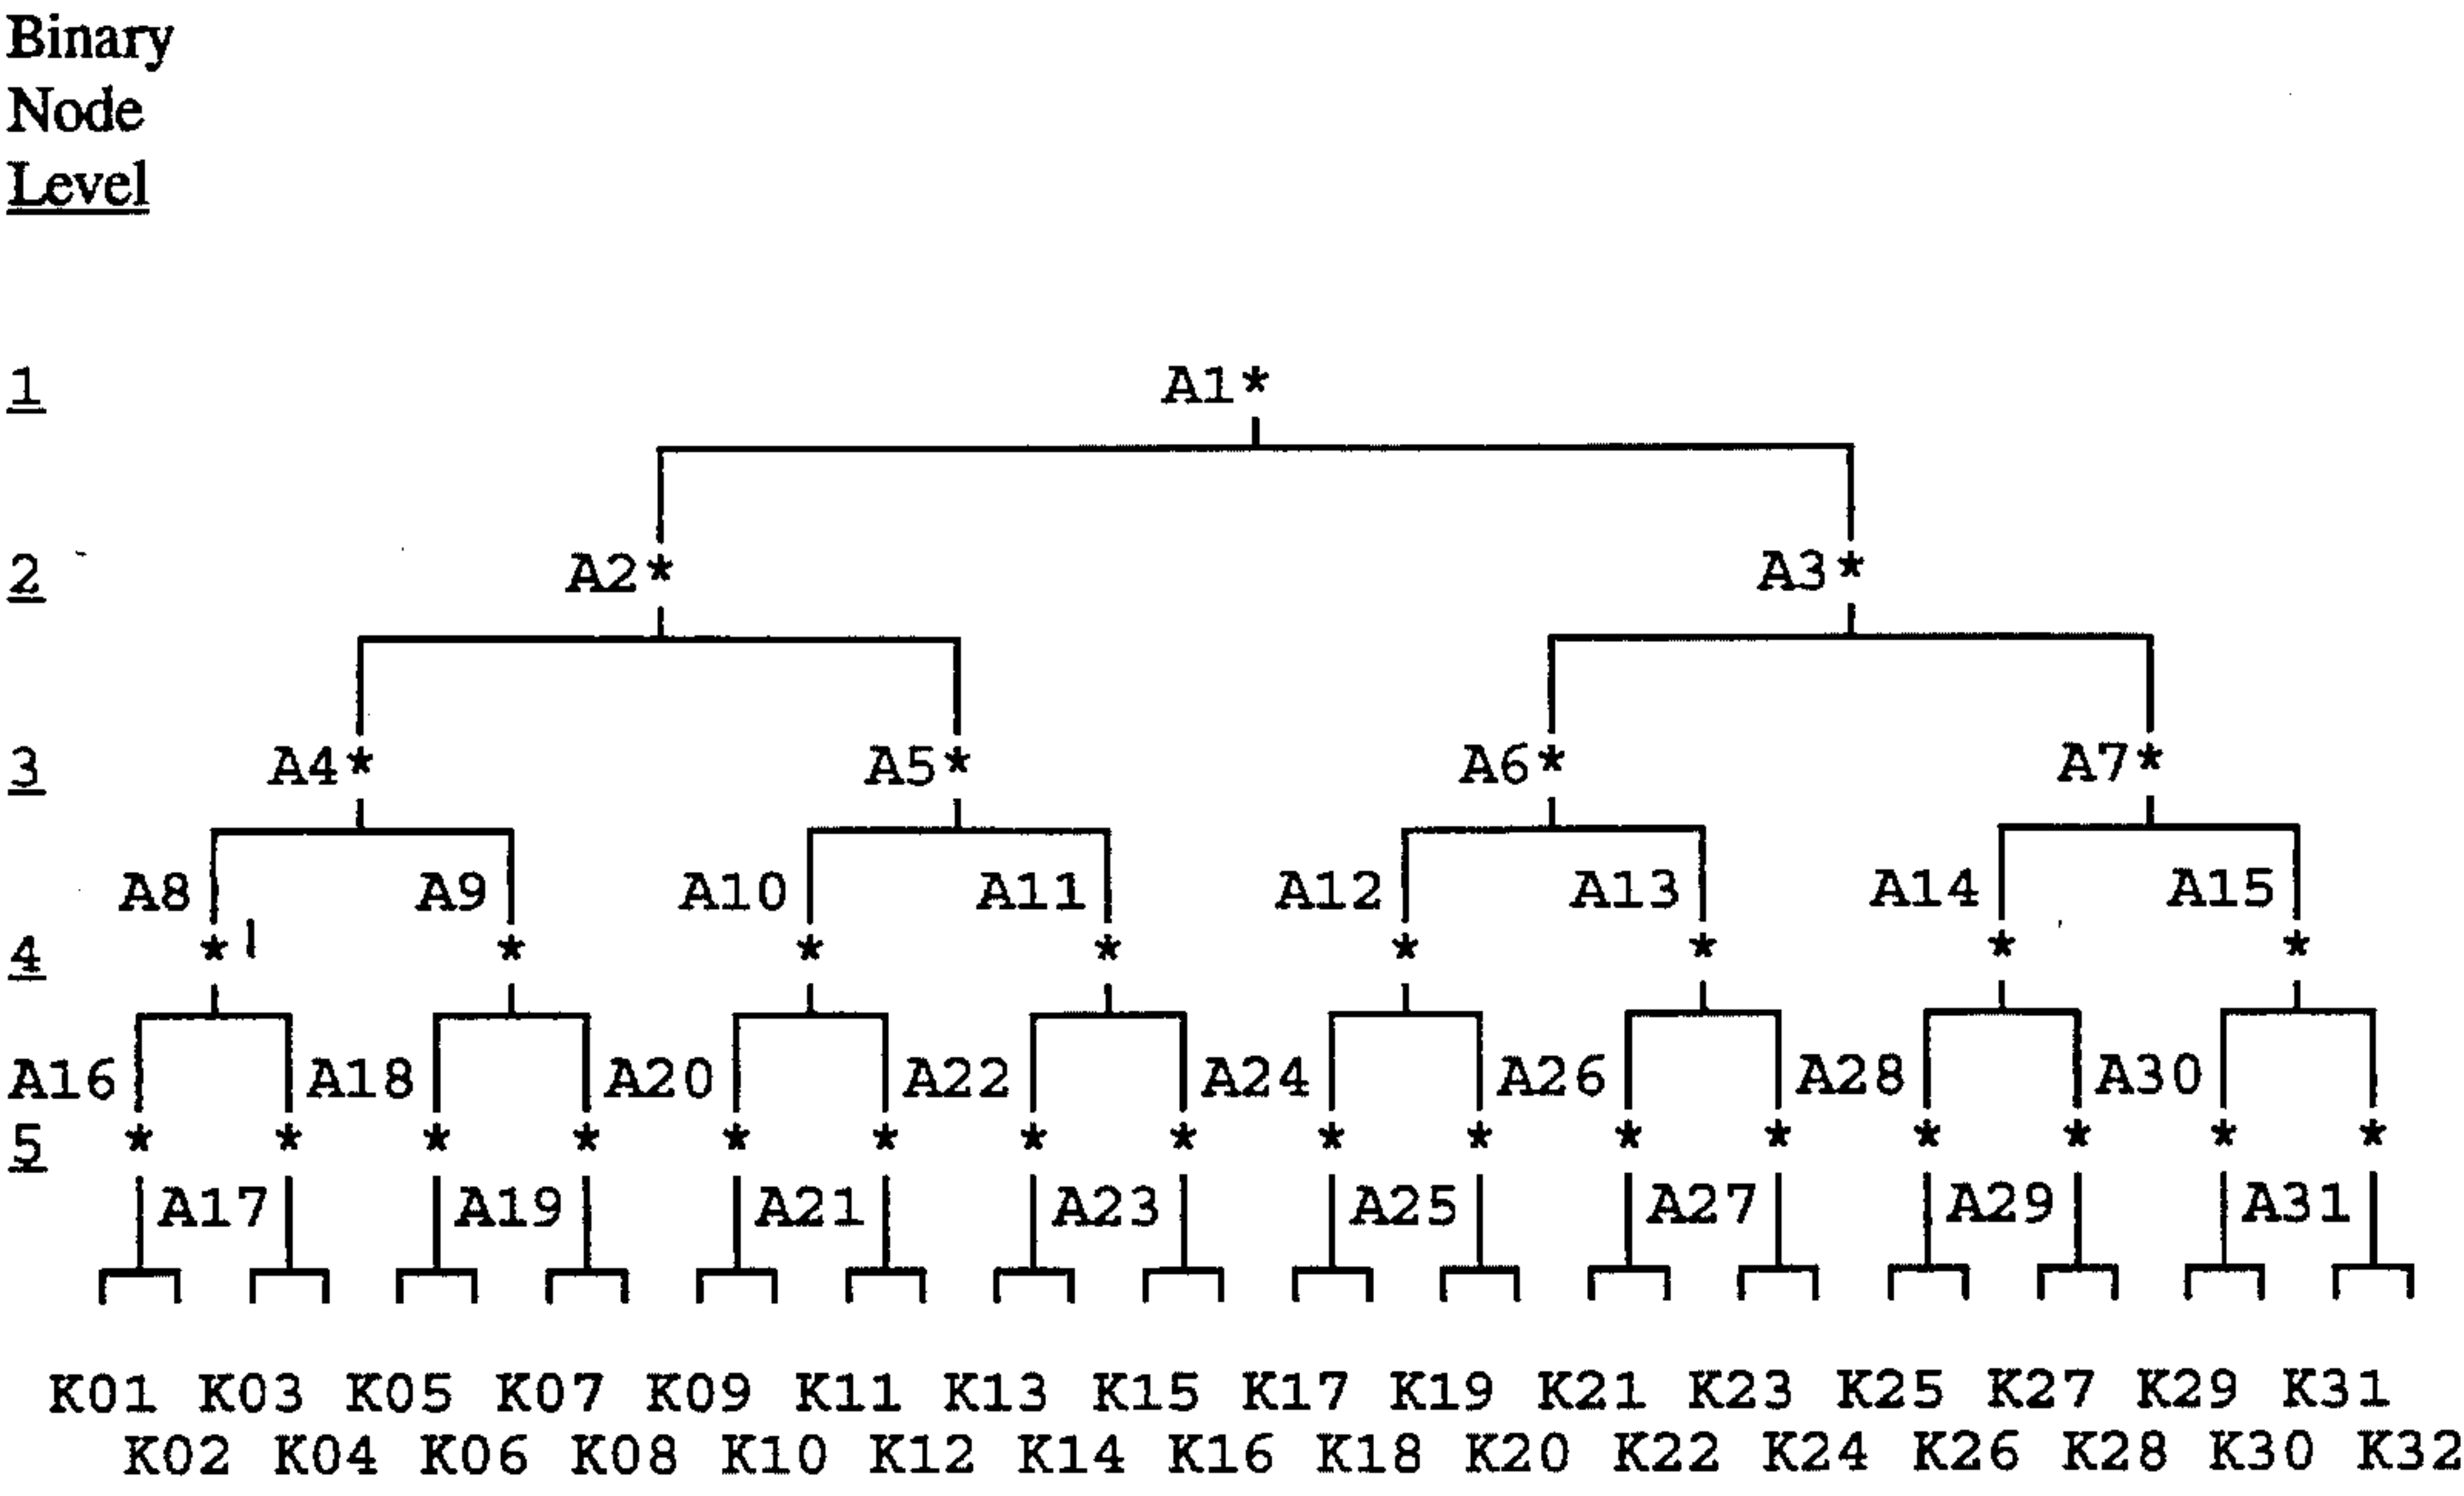 Binary
Node
Level
1 A1*
2 A2* A3*
3 A4* A5* A6* A7*
A8 A9 A10 A11 A12 A13 A14 A15
4 * * * * * * * *
A16 A18 A20 A22 A24 A26 A28 A30
5 * * * * * * * * * * * * * * * *
A17 A19 A21 A23 A25 A27 A29 A31
K01 K03 K05 K07 K09 K11 K13 K15 K17 K19 K21 K23 K25 K27 K29 K31
K02 K04 K06 K08 K10 K12 K14 K16 K18 K20 K22 K24 K26 K28 K30 K32